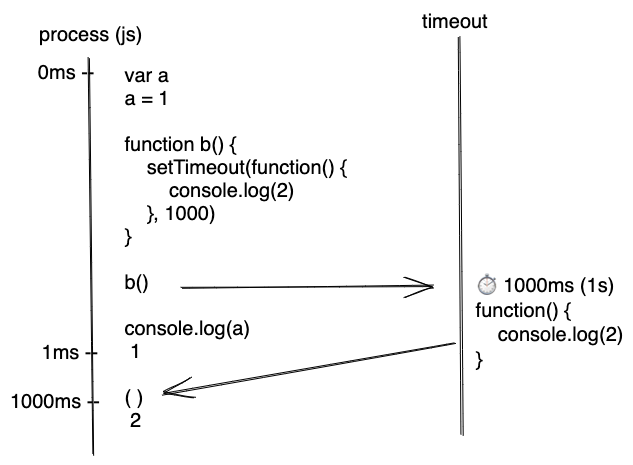 process (js)
timeout
0ms
var a
a = 1
function b() {
setTimeout(function() {
console.log(2)
}, 1000)
}
b()
⏱ 1000ms (1s)
function() {
console.log(2)
}
console.log(a)
1ms
1
1000ms
( )
2